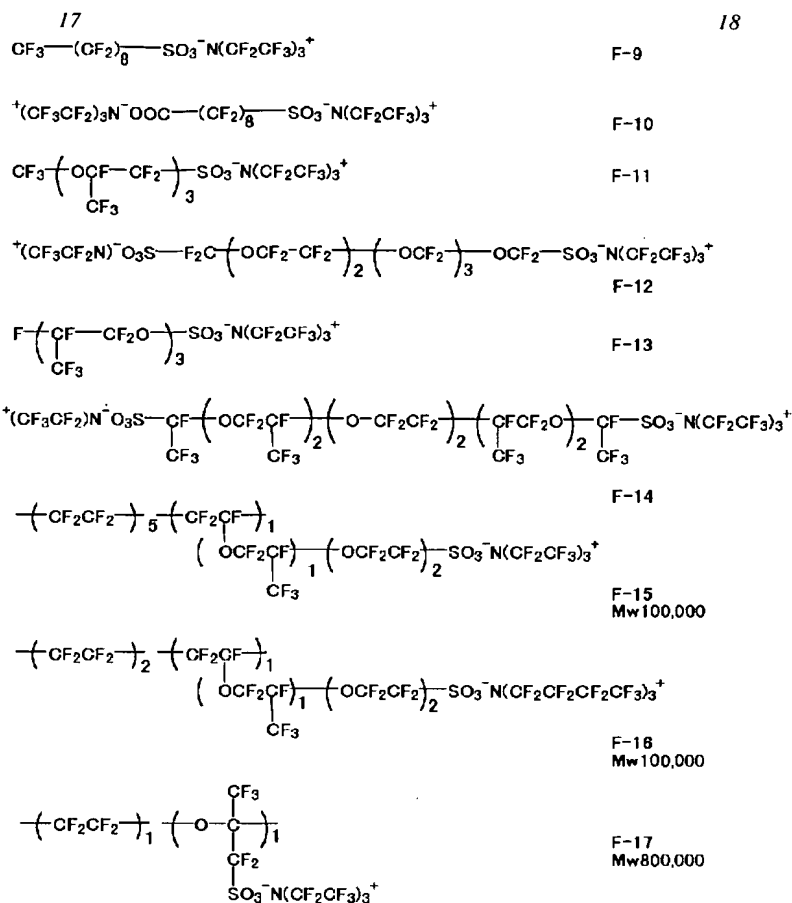 17 18
CF3—(CF2)8—SO3⁻N(CF2CF3)3⁺ F-9
⁺(CF3CF2)3N⁻OOC—(CF2)8—SO3⁻N(CF2CF3)3⁺ F-10
CF3—(OCF—CF2)3—SO3⁻N(CF2CF3)3⁺ F-11
CF3
⁺(CF3CF2N)⁻O3S—F2C—(OCF2-CF2)2—(OCF2)3—OCF2—SO3⁻N(CF2CF3)3⁺
F-12
F—(CF—CF2O)3—SO3⁻N(CF2CF3)3⁺ F-13
CF3
⁺(CF3CF2)N⁻O3S—CF—(OCF2CF)2—(O—CF2CF2)2—(CFCF2O)2—CF—SO3⁻N(CF2CF3)3⁺
CF3 CF3 CF3 CF3
F-14
—(CF2CF2)5—(CF2CF)1
(OCF2CF)1—(OCF2CF2)2—SO3⁻N(CF2CF3)3⁺
CF3
F-15
Mw100,000
—(CF2CF2)2—(CF2CF)1
(OCF2CF)1—(OCF2CF2)2—SO3⁻N(CF2CF2CF2CF3)3⁺
CF3
F-16
Mw100,000
CF3
—(CF2CF2)1—(O—C)1
CF2
F-17
Mw800,000
SO3⁻N(CF2CF3)3⁺